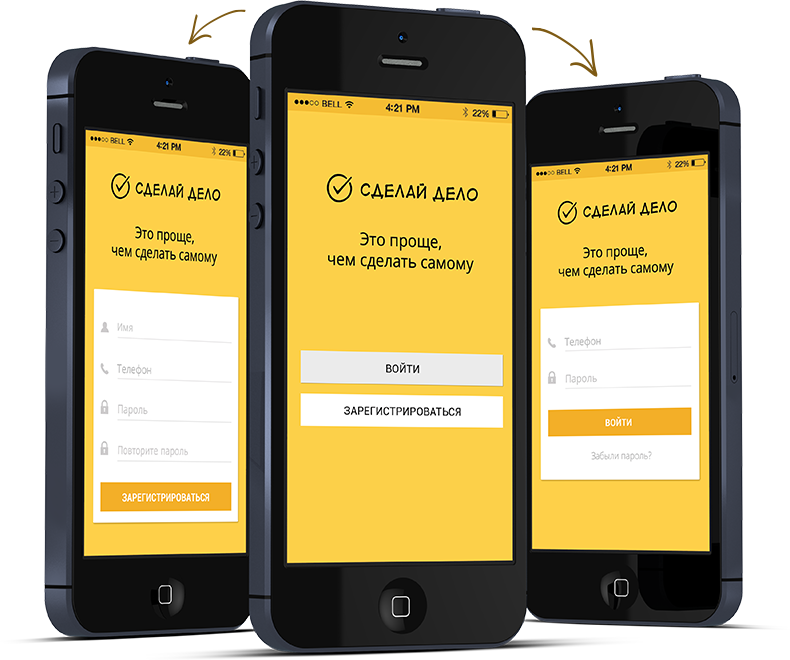 ●●●○○ BELL 4:21 PM 22%
СДЕЛАЙ ДЕЛО
Это проще,
чем сделать самому
Имя
Телефон
Пароль
Повторите пароль
ЗАРЕГИСТРИРОВАТЬСЯ
●●●○○ BELL 4:21 PM 22%
СДЕЛАЙ ДЕЛО
Это проще,
чем сделать самому
ВОЙТИ
ЗАРЕГИСТРИРОВАТЬСЯ
●●●○○ BELL 4:21 PM 22%
СДЕЛАЙ ДЕЛО
Это проще,
чем сделать самому
Телефон
Пароль
ВОЙТИ
Забыли пароль?